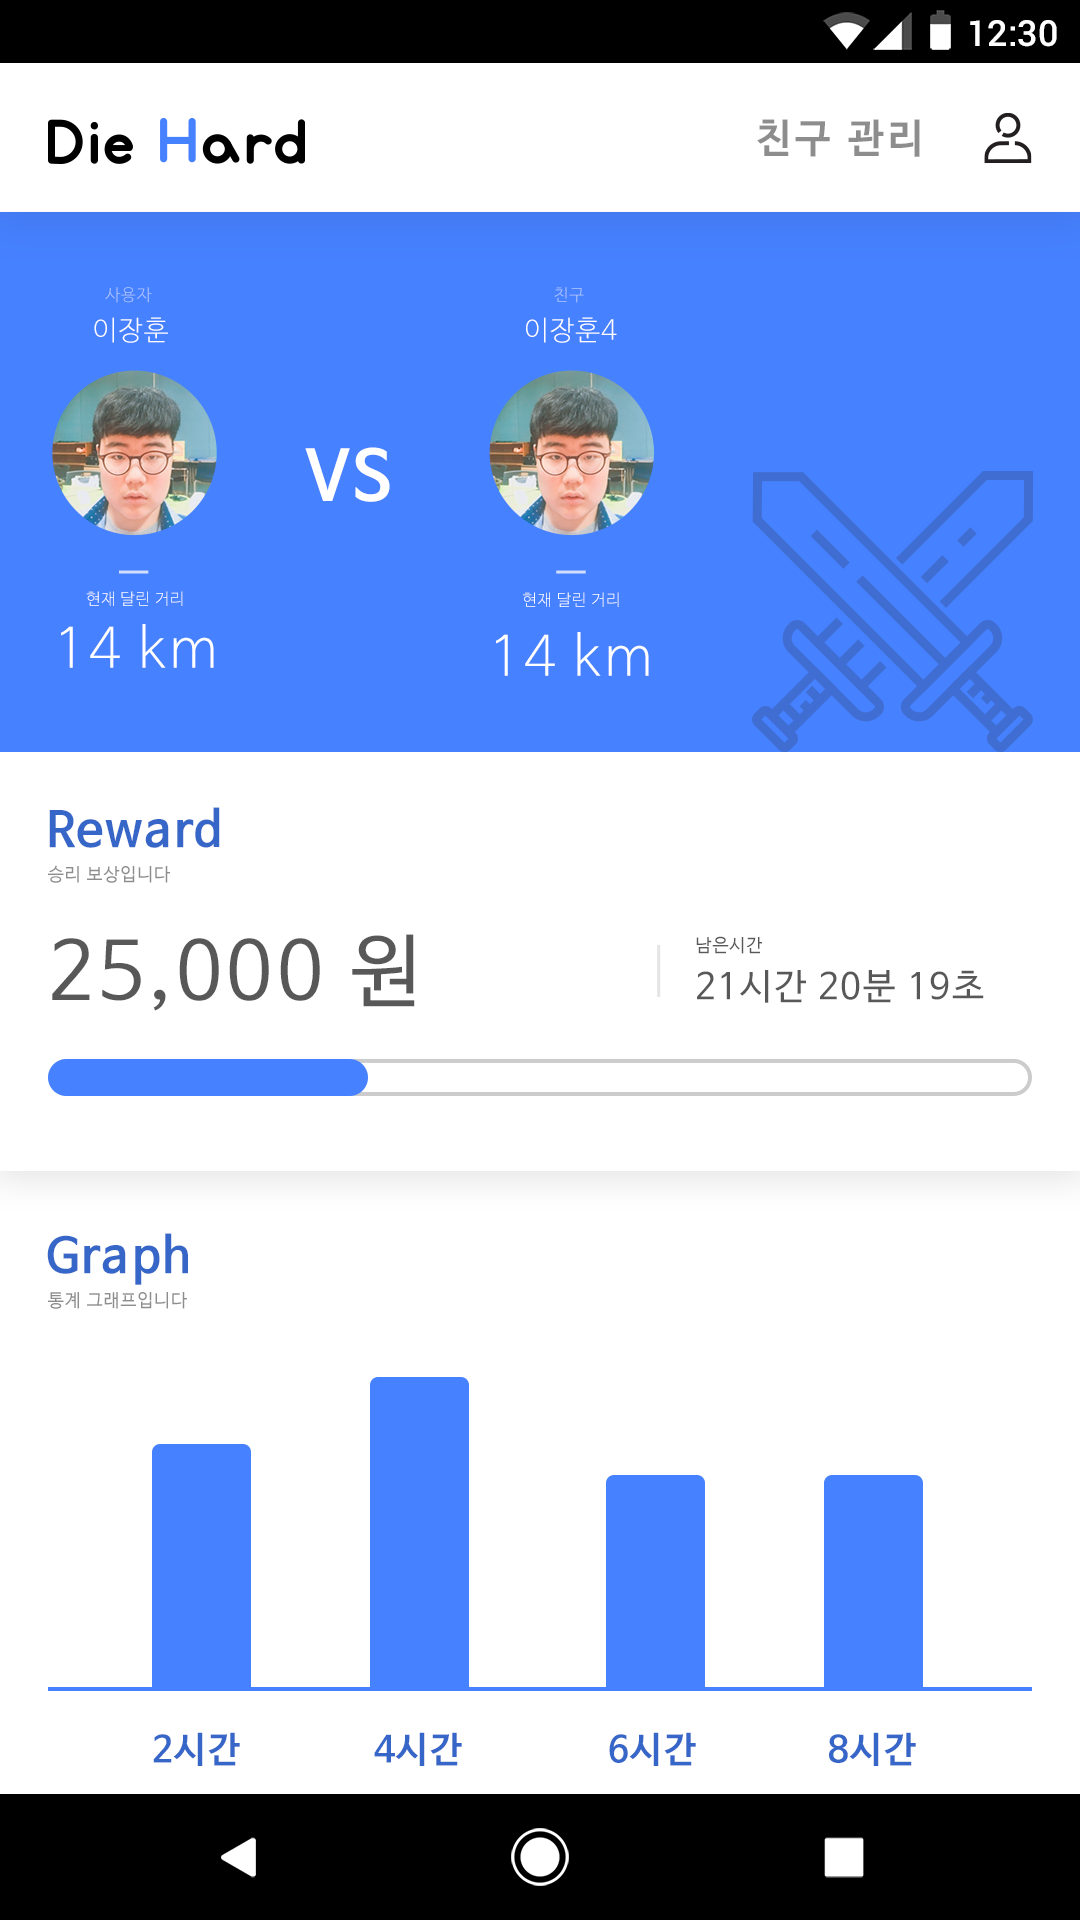 12:30
Die Hard
친구 관리
사용자
이장훈
친구
이장훈4
VS
현재 달린 거리
14 km
현재 달린 거리
14 km
Reward
승리 보상입니다
25,000 원
남은시간
21시간 20분 19초
Graph
통계 그래프입니다
2시간
4시간
6시간
8시간